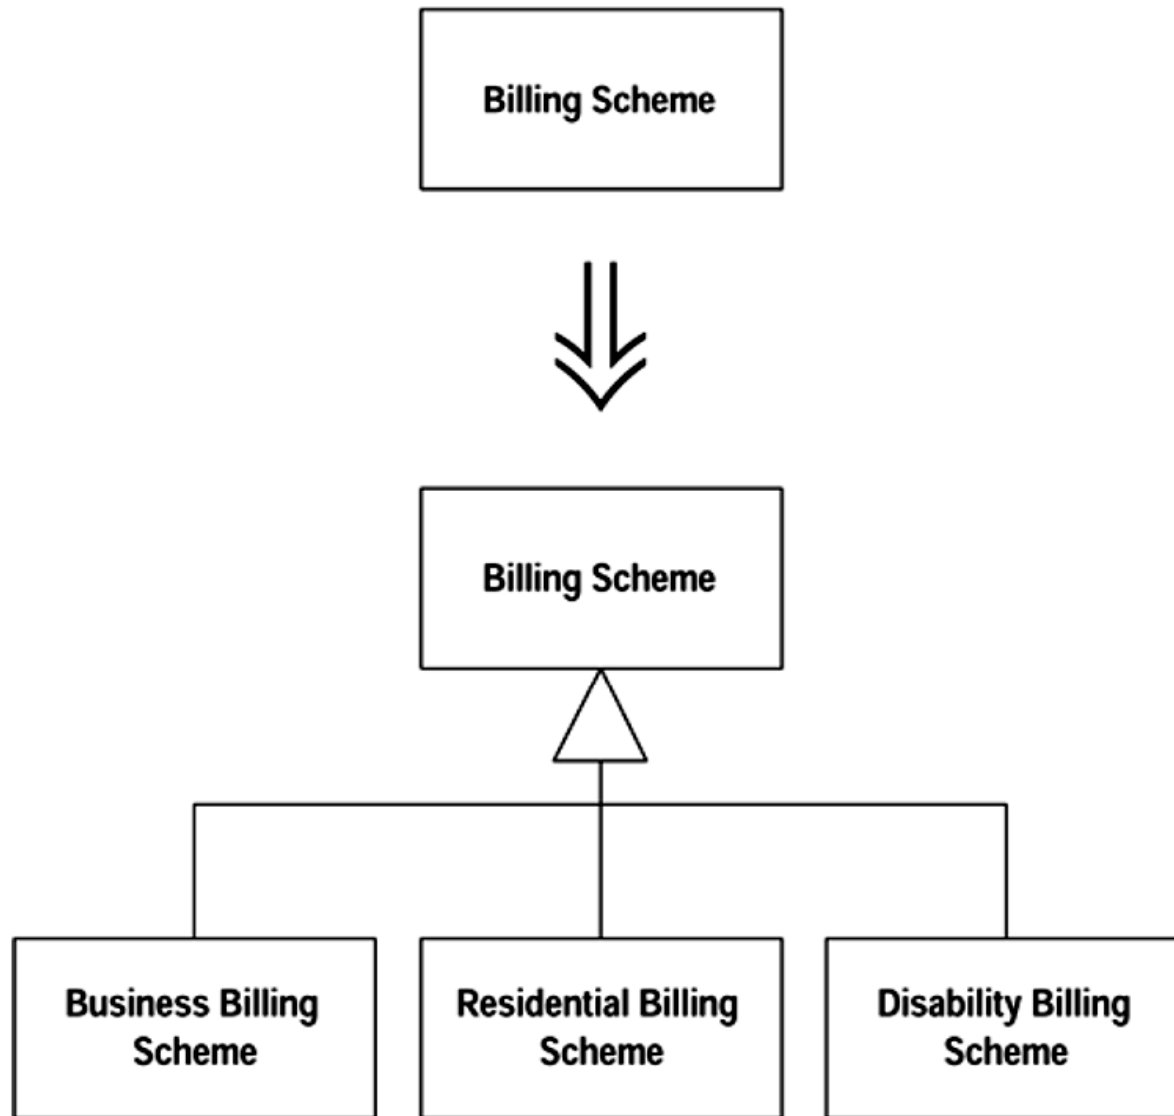 Billing Scheme
Billing Scheme
Business Billing
Scheme
Residential Billing
Scheme
Disability Billing
Scheme